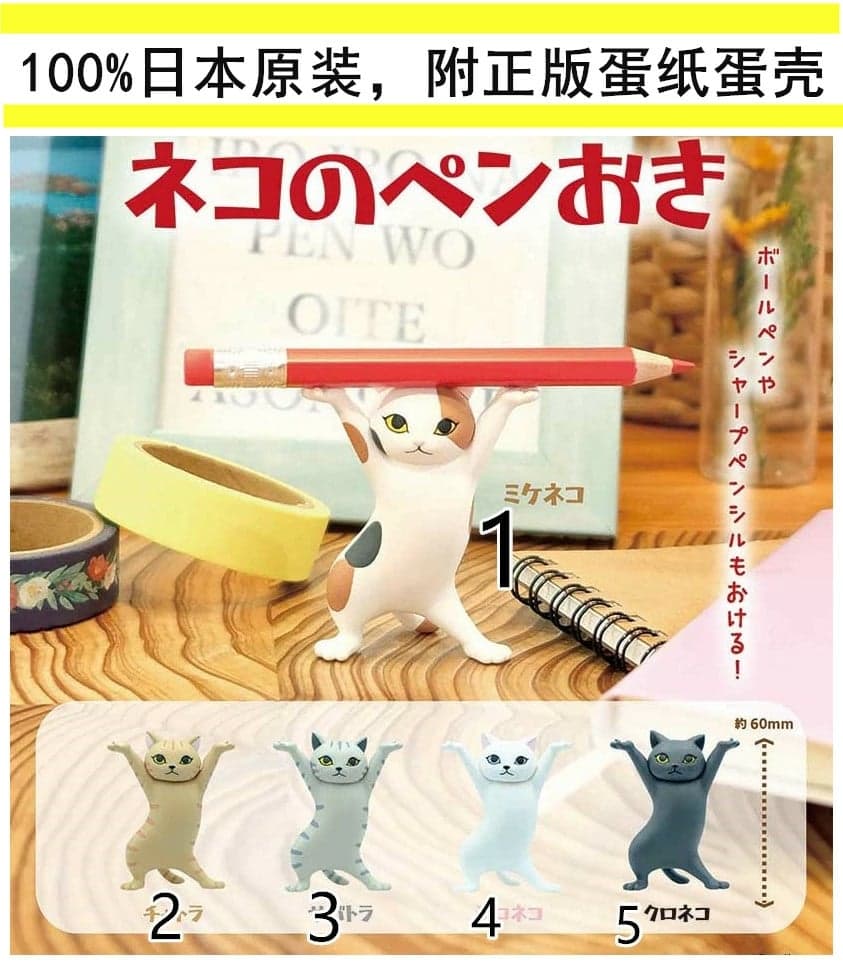 100%日本原装，附正版蛋纸蛋壳
ネコのペンおき
PEN WO
OITE
ボールペンや
シャープペンシルもおける！
ミケネコ
1
約60mm
2
3
4
5
クロネコ